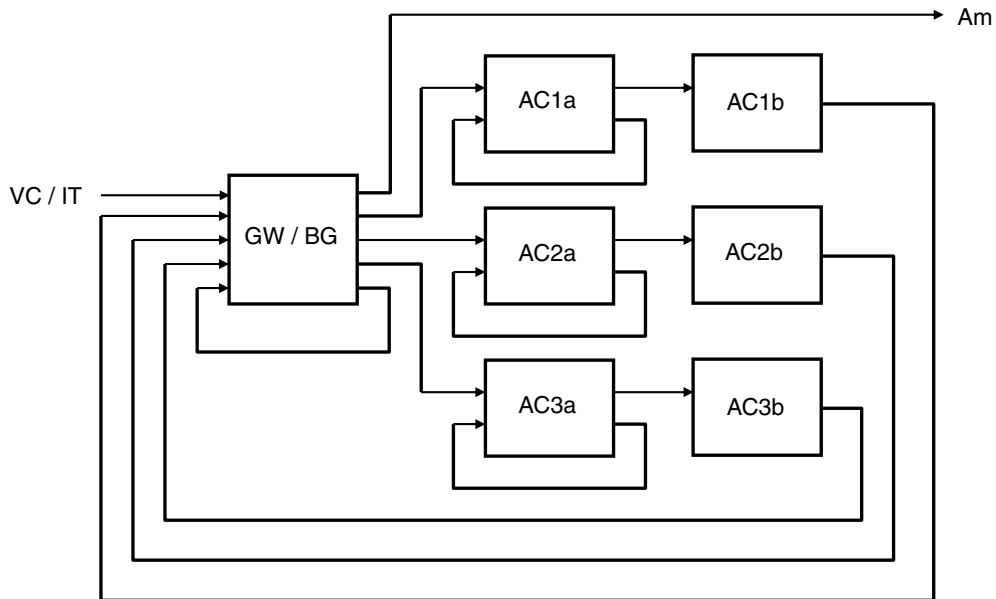 Am
AC1a
AC1b
VC / IT
GW / BG
AC2a
AC2b
AC3a
AC3b